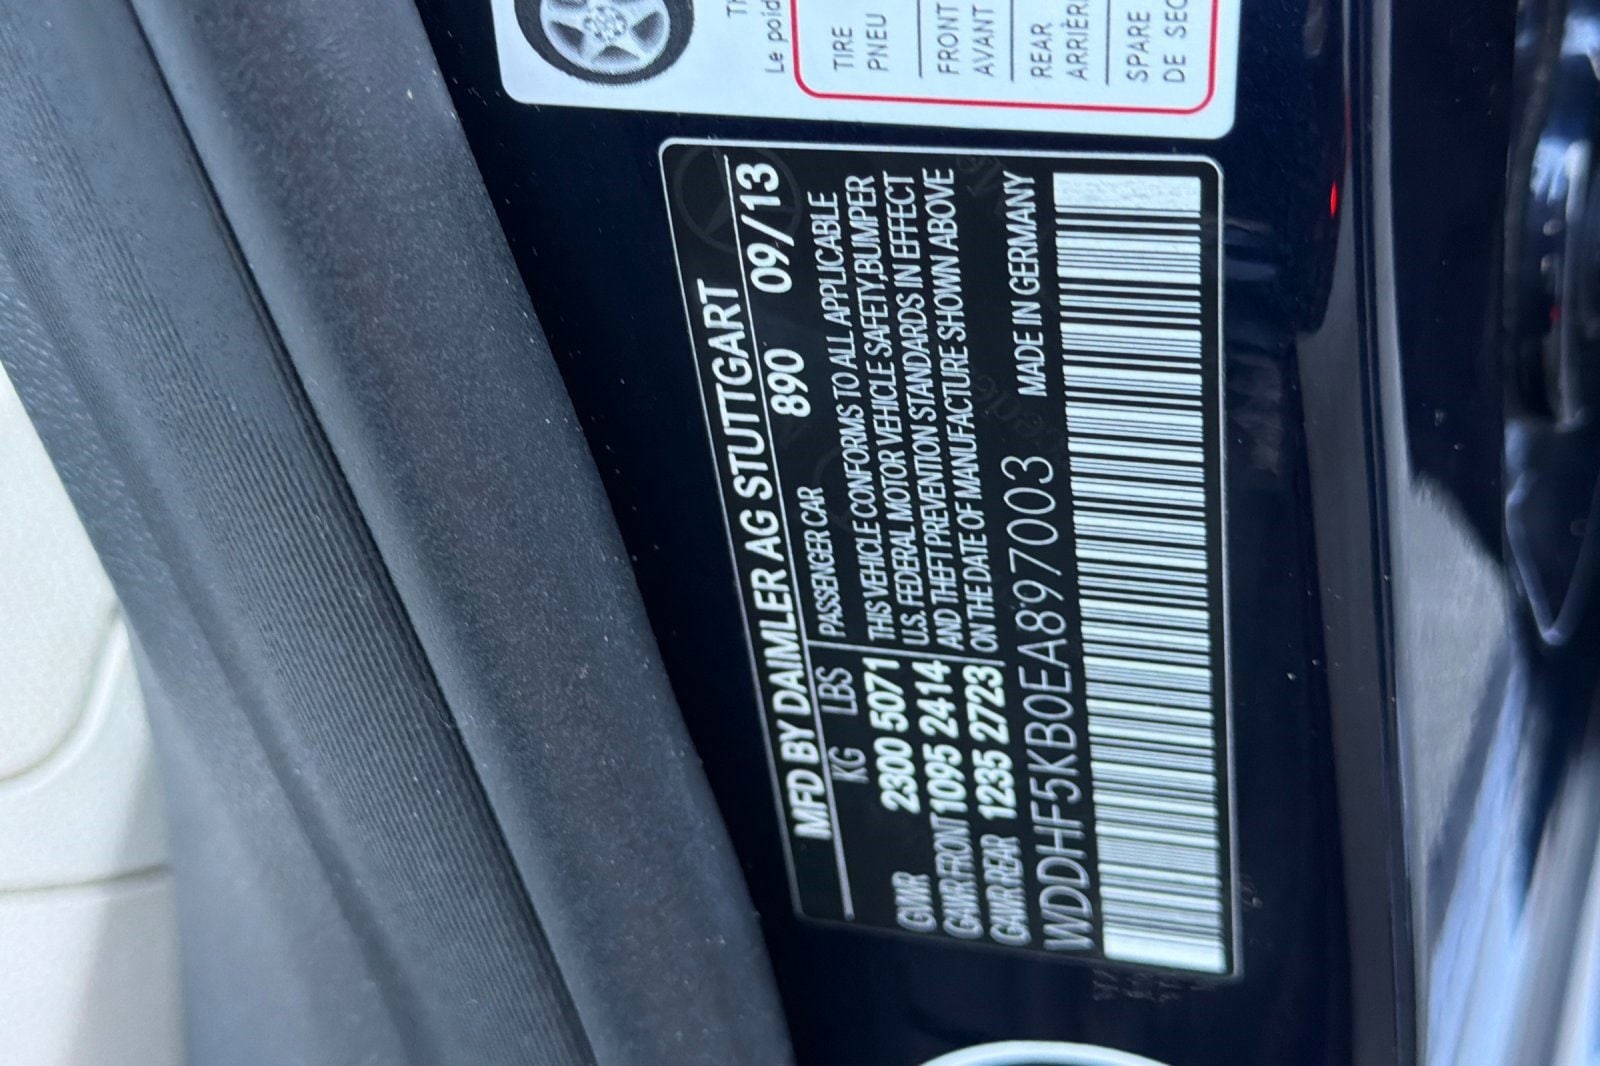 MFD BY DAIMLER AG STUTTGART
890 09/13
KG LBS PASSENGER CAR
GVWR 2300 5071
GAWR FRONT 1095 2414
GAWR REAR 1235 2723
THIS VEHICLE CONFORMS TO ALL APPLICABLE
U.S. FEDERAL MOTOR VEHICLE SAFETY, BUMPER
AND THEFT PREVENTION STANDARDS IN EFFECT
ON THE DATE OF MANUFACTURE SHOWN ABOVE
WDDHF5KB0EA897003 MADE IN GERMANY
Le
TIRE
PNEU
FRONT
AVANT
REAR
SPARE
DE